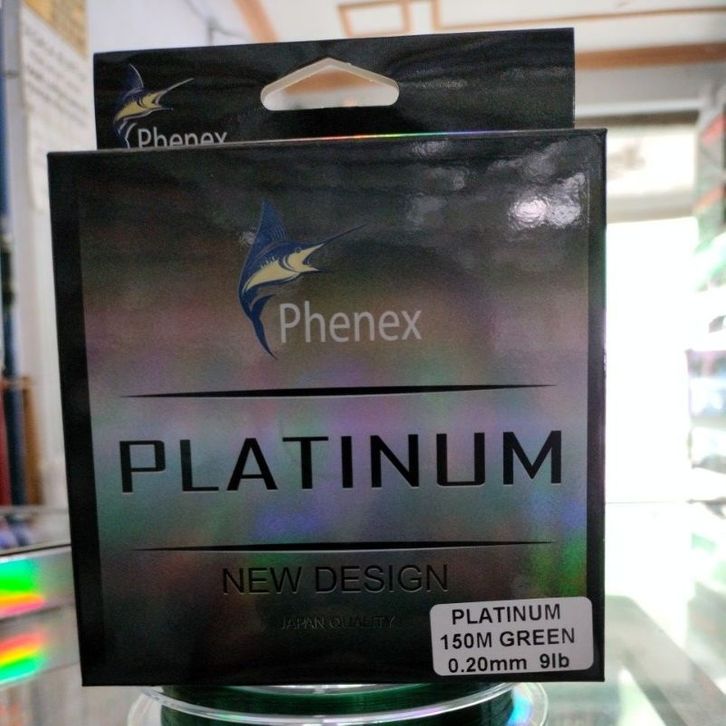 Phenex
Phenex
PLATINUM
NEW DESIGN
JAPAN QUALITY
PLATINUM
150M GREEN
0.20mm 9lb